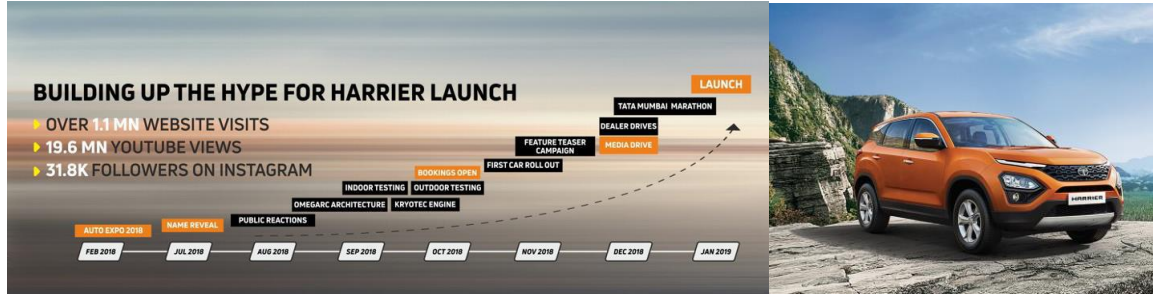 BUILDING UP THE HYPE FOR HARRIER LAUNCH
OVER 1.1 MN WEBSITE VISITS
19.6 MN YOUTUBE VIEWS
31.8K FOLLOWERS ON INSTAGRAM
LAUNCH
TATA MUMBAI MARATHON
DEALER DRIVES
FEATURE TEASER
CAMPAIGN
MEDIA DRIVE
FIRST CAR ROLL OUT
BOOKINGS OPEN
INDOOR TESTING
OUTDOOR TESTING
OMEGARC ARCHITECTURE
KRYOTEC ENGINE
PUBLIC REACTIONS
NAME REVEAL
AUTO EXPO 2018
FEB 2018
JUL 2018
AUG 2018
SEP 2018
OCT 2018
NOV 2018
DEC 2018
JAN 2019
HARRIER